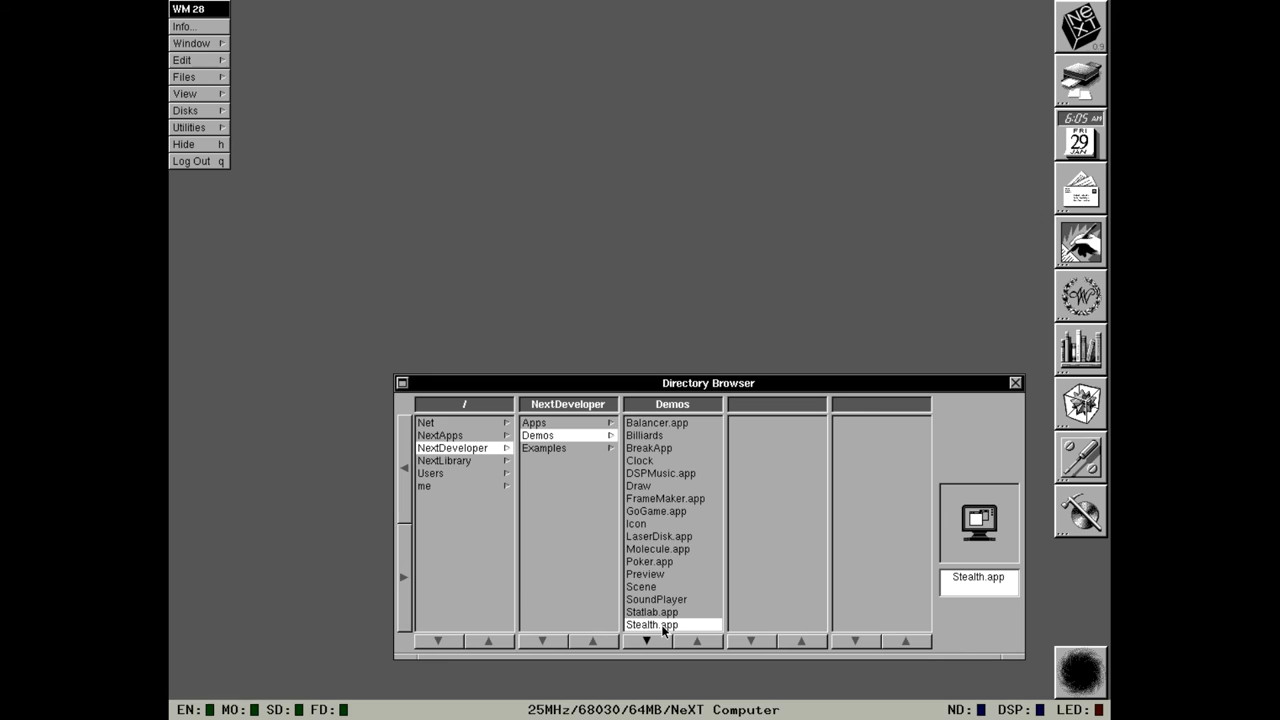 WM 28
Info...
Window
Edit
Files
View
Disks
Utilities
Hide h
Log Out q
NeXT
0.9
6:05 AM
FRI
29
JAN
Directory Browser
/
NextDeveloper
Demos
Net
NextApps
NextDeveloper
NextLibrary
Users
me
Apps
Demos
Examples
Balancer.app
Billiards
BreakApp
Clock
DSPMusic.app
Draw
FrameMaker.app
GoGame.app
Icon
LaserDisk.app
Molecule.app
Poker.app
Preview
Scene
SoundPlayer
Statlab.app
Stealth.app
Stealth.app
EN: MO: SD: FD: 25MHz/68030/64MB/NeXT Computer ND: DSP: LED: